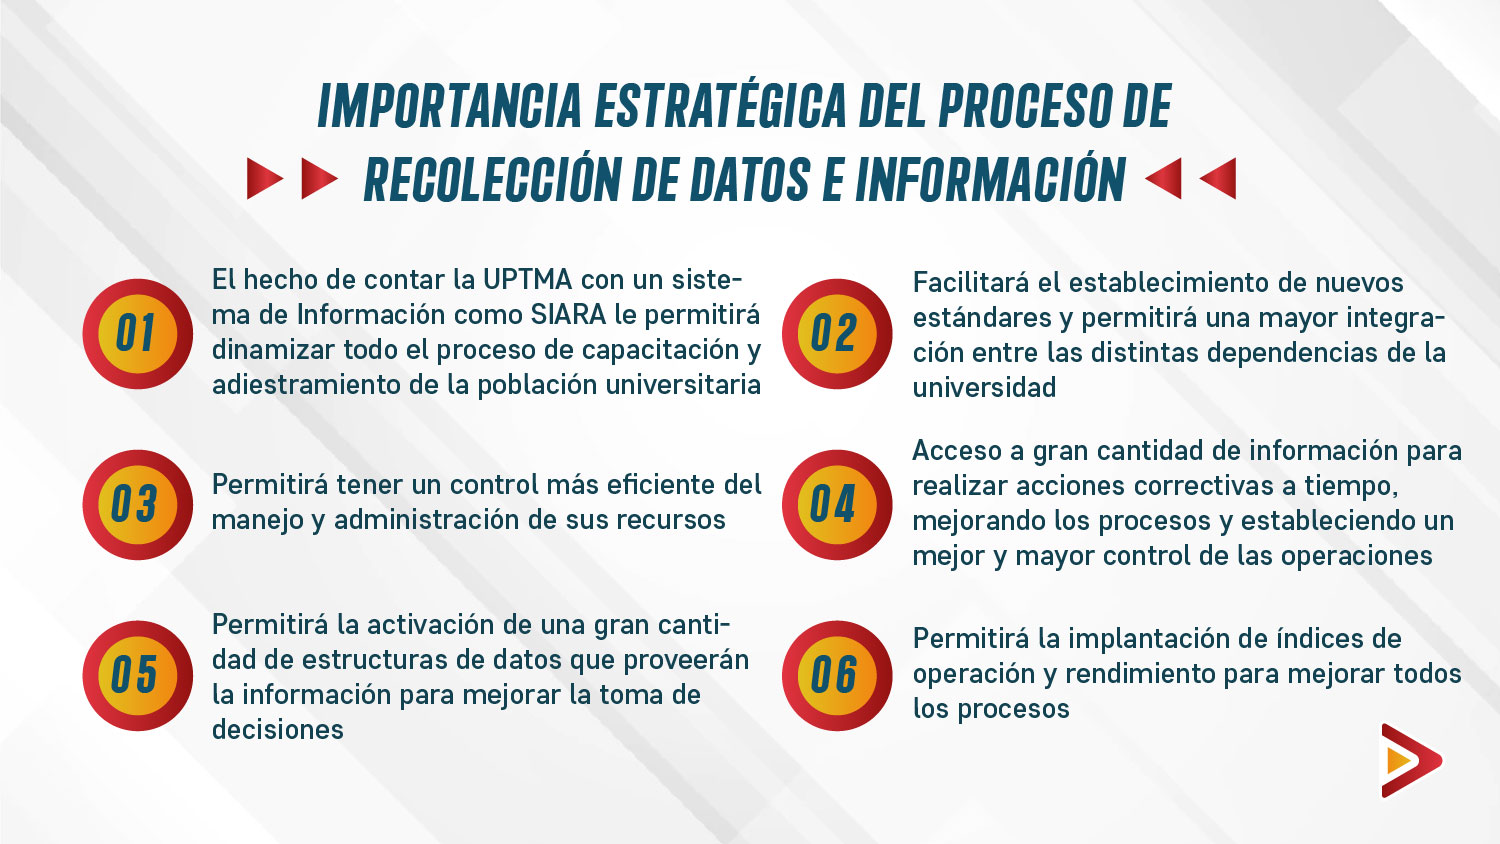 IMPORTANCIA ESTRATÉGICA DEL PROCESO DE
RECOLECCIÓN DE DATOS E INFORMACIÓN
01
El hecho de contar la UPTMA con un siste-
ma de Información como SIARA le permitirá
dinamizar todo el proceso de capacitación y
adiestramiento de la población universitaria
02
Facilitará el establecimiento de nuevos
estándares y permitirá una mayor integra-
ción entre las distintas dependencias de la
universidad
03
Permitirá tener un control más eficiente del
manejo y administración de sus recursos
04
Acceso a gran cantidad de información para
realizar acciones correctivas a tiempo,
mejorando los procesos y estableciendo un
mejor y mayor control de las operaciones
05
Permitirá la activación de una gran canti-
dad de estructuras de datos que proveerán
la información para mejorar la toma de
decisiones
06
Permitirá la implantación de índices de
operación y rendimiento para mejorar todos
los procesos